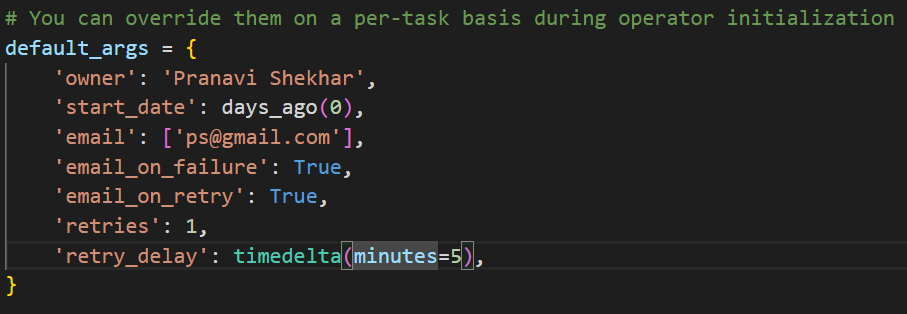 # You can override them on a per-task basis during operator initialization
default_args = {
    'owner': 'Pranavi Shekhar',
    'start_date': days_ago(0),
    'email': ['ps@gmail.com'],
    'email_on_failure': True,
    'email_on_retry': True,
    'retries': 1,
    'retry_delay': timedelta(minutes=5),
}